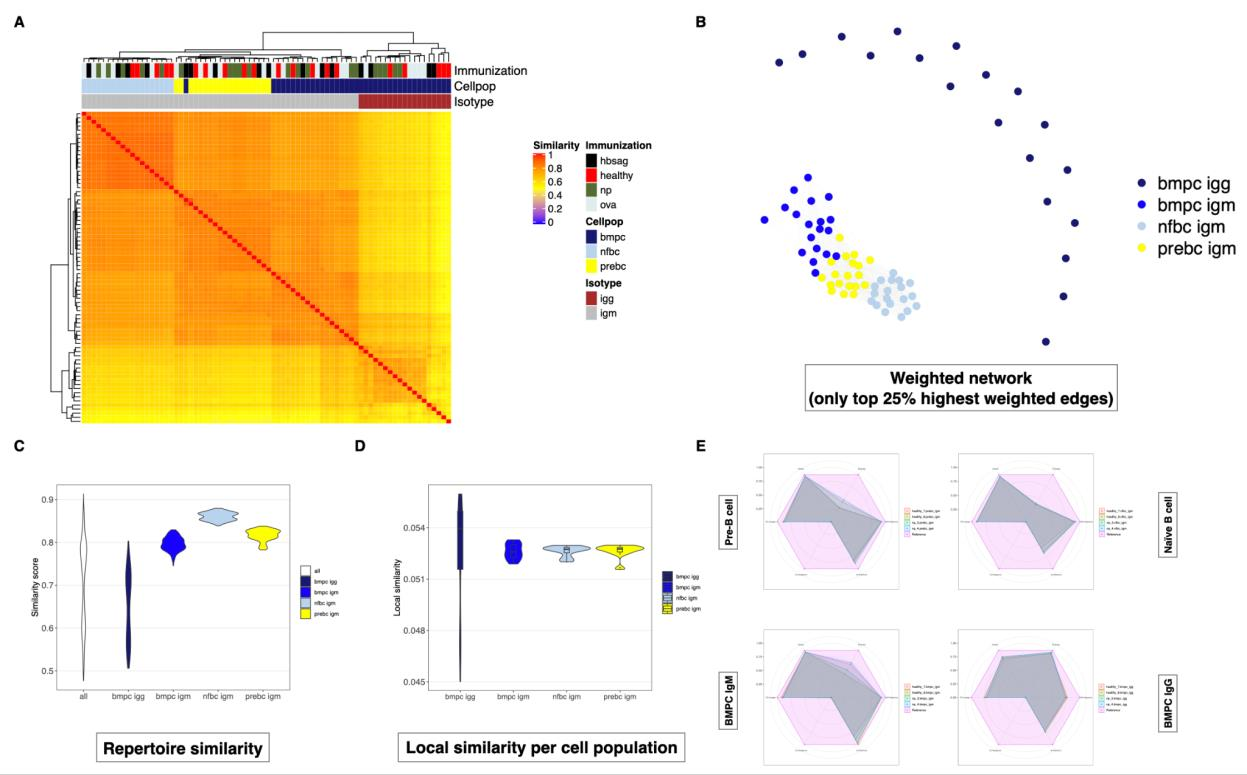 A
Immunization
Cellpop
Isotype
Similarity
1
0.8
0.6
0.4
0.2
0
Immunization
hbsag
healthy
np
ova
Cellpop
bmpc
nfbc
prebc
Isotype
igg
igm
B
bmpc igg
bmpc igm
nfbc igm
prebc igm
Weighted network
(only top 25% highest weighted edges)
C
Similarity score
0.9
0.8
0.7
0.6
0.5
all
bmpc igg
bmpc igm
nfbc igm
prebc igm
all
bmpc igg
bmpc igm
nfbc igm
prebc igm
Repertoire similarity
D
Local similarity
0.054
0.051
0.048
0.045
bmpc igg
bmpc igm
nfbc igm
prebc igm
bmpc igg
bmpc igm
nfbc igm
prebc igm
Local similarity per cell population
E
Pre-B cell
Naïve B cell
BMPC IgM
BMPC IgG
Reference
Reference
Reference
Reference